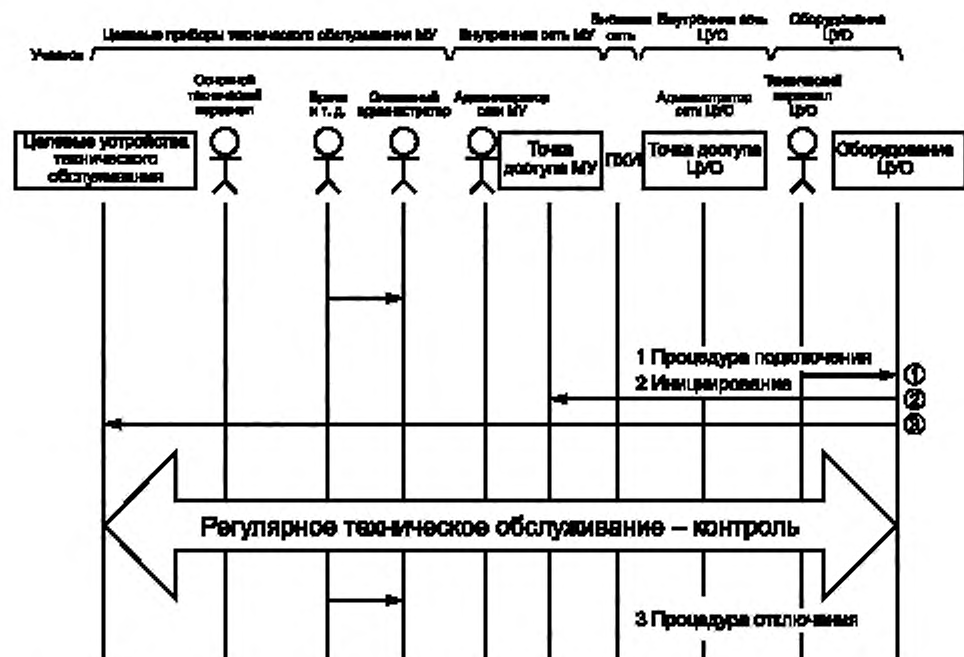 Целевые приборы технического обслуживания МУ
Внутренняя сеть МУ
Внешняя
сеть
Внутренняя сеть
ЦУО
Оборудование
ЦУО
Участок
Основной
технический
персонал
Врачи
и т. д.
администратор
Администратор
сети МУ
Администратор
сети ЦУО
Технический
персонал
ЦУО
Целевые устройства
технического
обслуживания
Точка
доступа МУ
Точка доступа
ЦУО
Оборудование
ЦУО
1 Процедура подключения
1
2 Инициирование
2
3
Регулярное техническое обслуживание – контроль
3 Процедура отключения